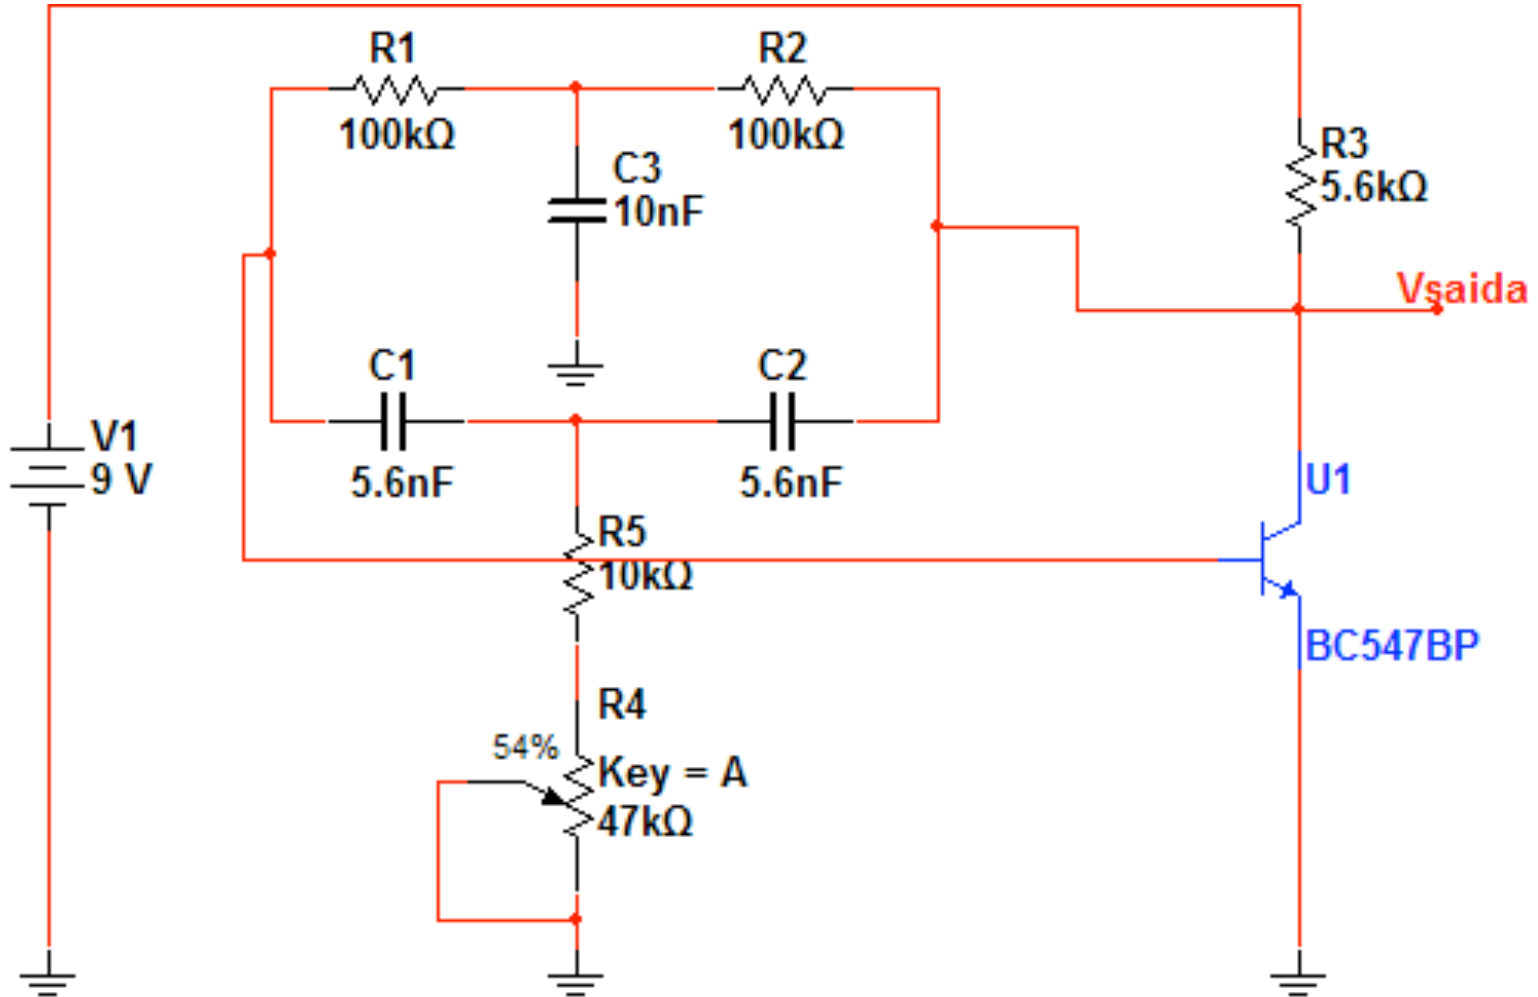 R1
100kΩ
R2
100kΩ
C3
10nF
R3
5.6kΩ
Vsaida
C1
5.6nF
C2
5.6nF
V1
9 V
U1
R5
10kΩ
BC547BP
R4
54%
Key = A
47kΩ